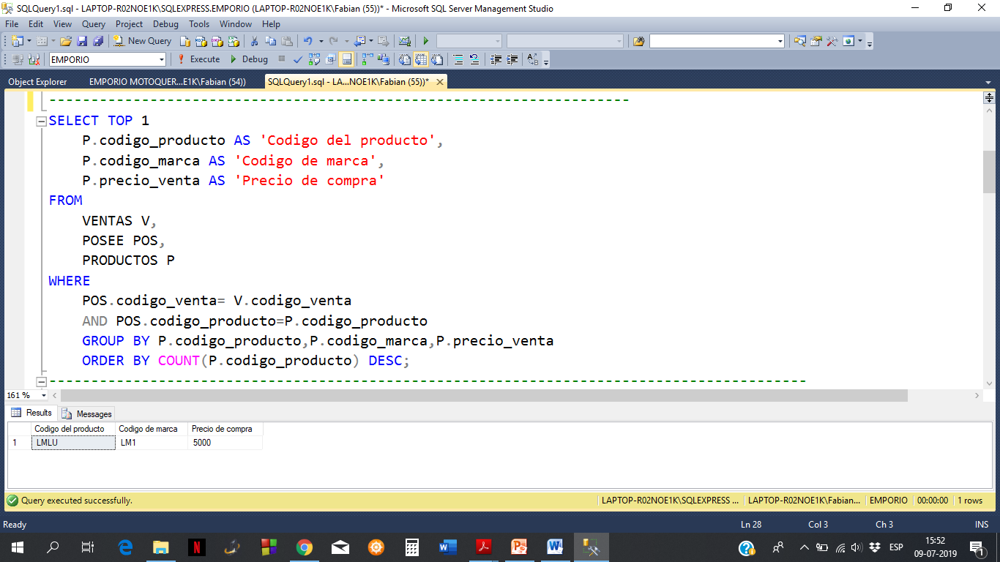 SQLQuery1.sql - LAPTOP-R02NOE1K\SQLEXPRESS.EMPORIO (LAPTOP-R02NOE1K\Fabian (55))* - Microsoft SQL Server Management Studio
File Edit View Query Project Debug Tools Window Help
New Query
EMPORIO Execute Debug
Object Explorer EMPORIO MOTOQUER...E1K\Fabian (54)) SQLQuery1.sql - LA...NOE1K\Fabian (55))*
---------------------------------------------------------------------
SELECT TOP 1
P.codigo_producto AS 'Codigo del producto',
P.codigo_marca AS 'Codigo de marca',
P.precio_venta AS 'Precio de compra'
FROM
VENTAS V,
POSEE POS,
PRODUCTOS P
WHERE
POS.codigo_venta= V.codigo_venta
AND POS.codigo_producto=P.codigo_producto
GROUP BY P.codigo_producto,P.codigo_marca,P.precio_venta
ORDER BY COUNT(P.codigo_producto) DESC;
------------------------------------------------------------------------------------------
161 %
Results Messages
Codigo del producto Codigo de marca Precio de compra
1 LMLU LM1 5000
Query executed successfully. LAPTOP-R02NOE1K\SQLEXPRESS ... LAPTOP-R02NOE1K\Fabian... EMPORIO 00:00:00 1 rows
Ready Ln 28 Col 3 Ch 3 INS
ESP 15:52
09-07-2019 1